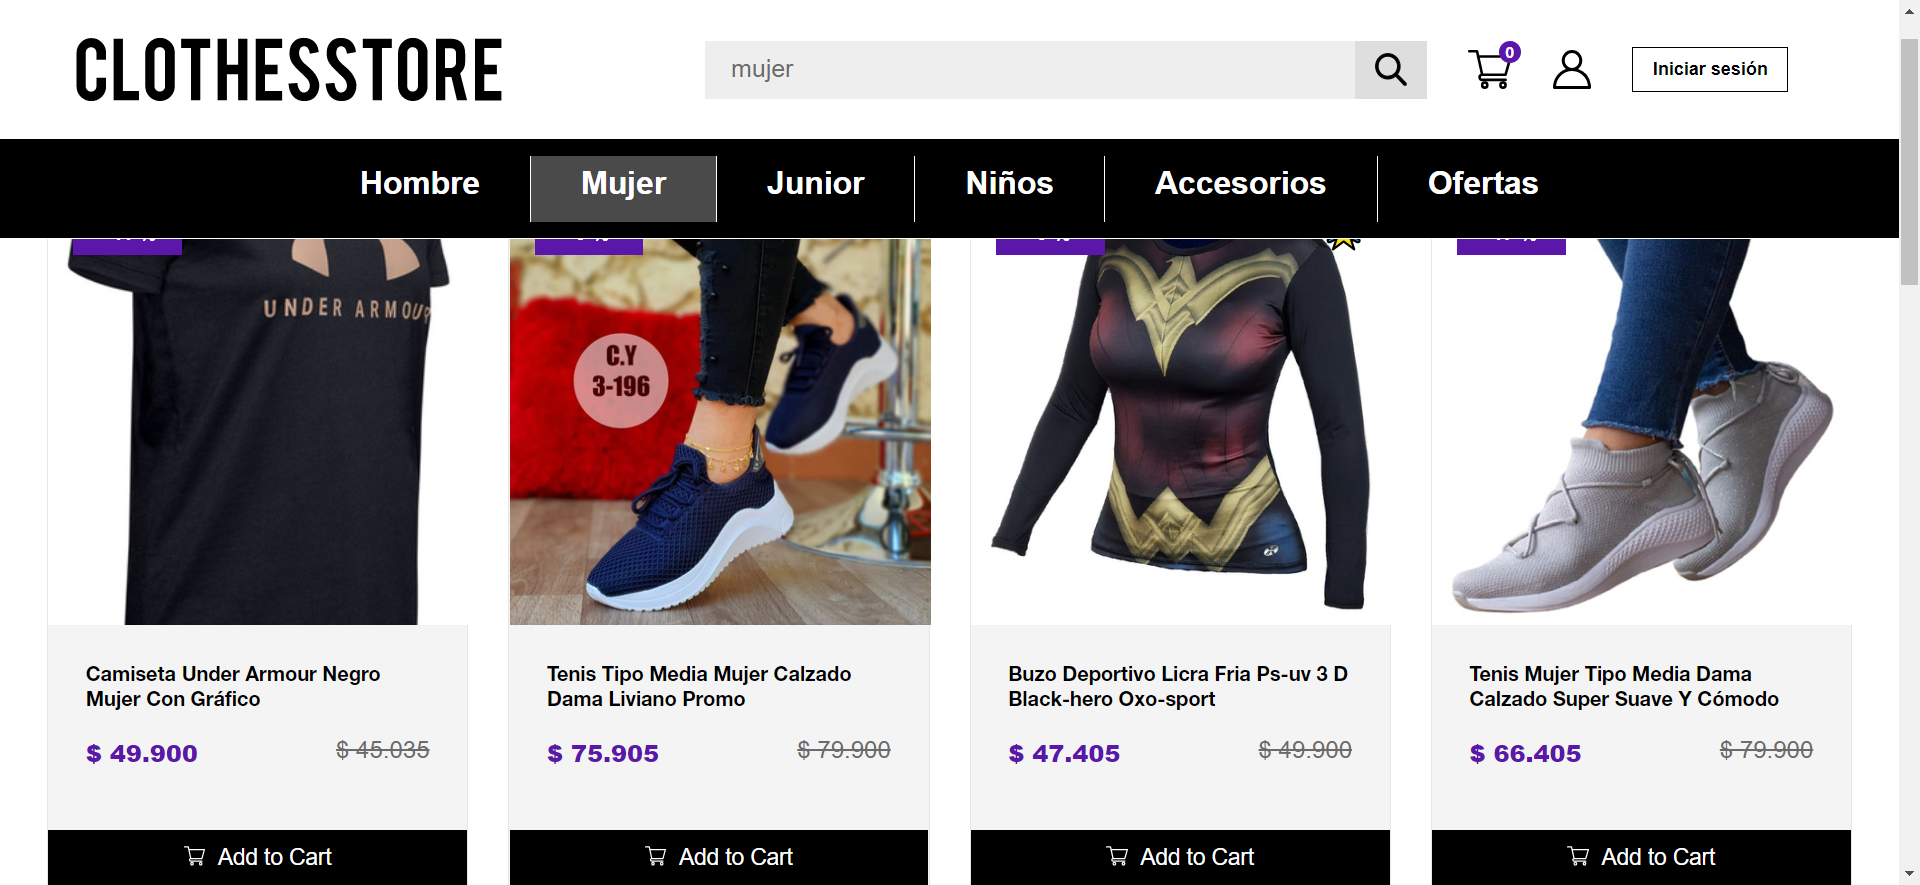 CLOTHESSTORE
mujer
0
Iniciar sesión
Hombre
Mujer
Junior
Niños
Accesorios
Ofertas
UNDER ARMOUR
C.Y
3-196
Camiseta Under Armour Negro
Mujer Con Gráfico
$ 49.900
$ 45.035
Add to Cart
Tenis Tipo Media Mujer Calzado
Dama Liviano Promo
$ 75.905
$ 79.900
Add to Cart
Buzo Deportivo Licra Fria Ps-uv 3 D
Black-hero Oxo-sport
$ 47.405
$ 49.900
Add to Cart
Tenis Mujer Tipo Media Dama
Calzado Super Suave Y Cómodo
$ 66.405
$ 79.900
Add to Cart